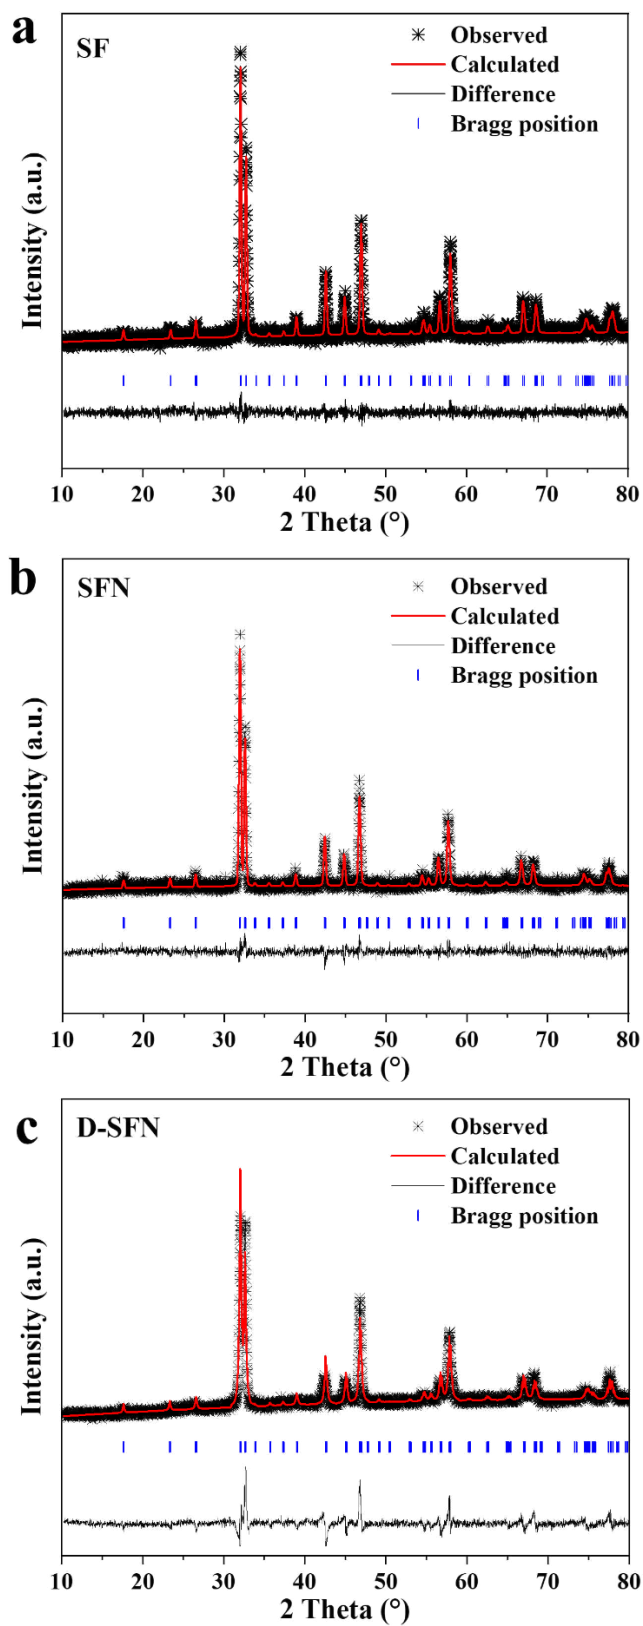 a
SF
Observed
Calculated
Difference
Bragg position
Intensity (a.u.)
10 20 30 40 50 60 70 80
2 Theta (°)
b
SFN
Observed
Calculated
Difference
Bragg position
Intensity (a.u.)
10 20 30 40 50 60 70 80
2 Theta (°)
c
D-SFN
Observed
Calculated
Difference
Bragg position
Intensity (a.u.)
10 20 30 40 50 60 70 80
2 Theta (°)